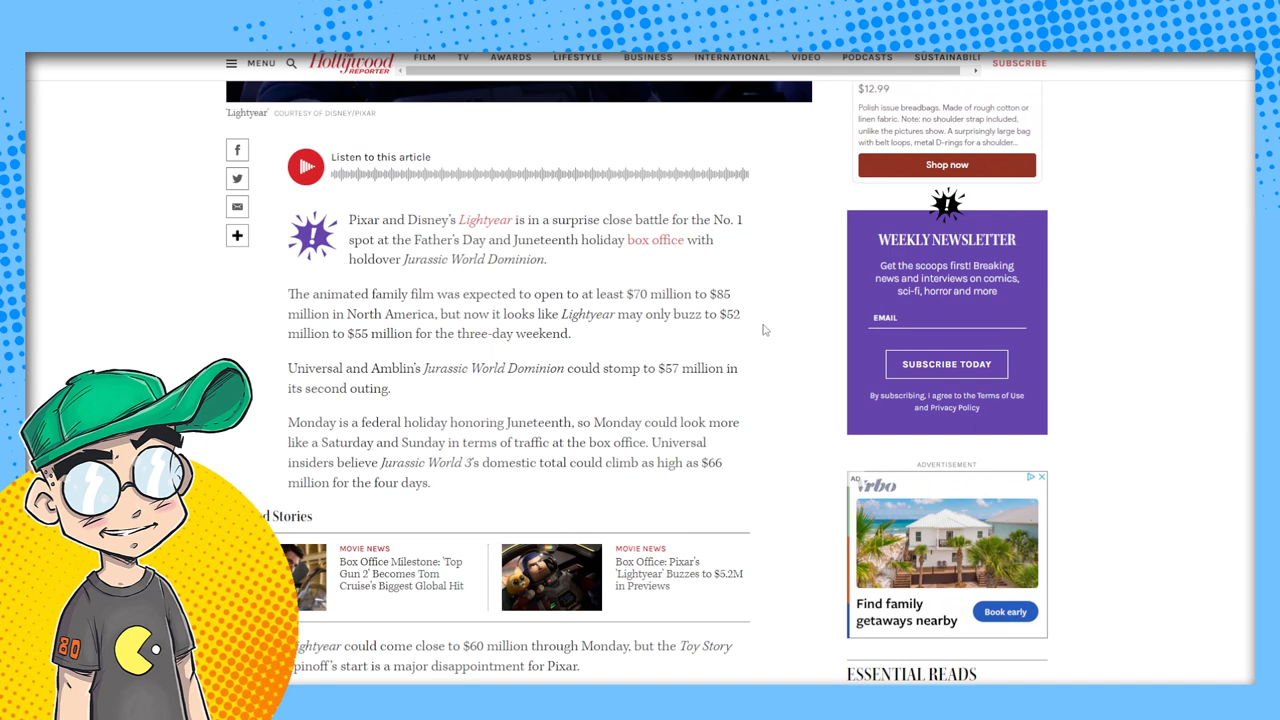 MENU
Hollywood
REPORTER
FILM TV AWARDS LIFESTYLE BUSINESS INTERNATIONAL VIDEO PODCASTS SUSTAINABILI
SUBSCRIBE
'Lightyear' COURTESY OF DISNEY/PIXAR
Listen to this article
Pixar and Disney's Lightyear is in a surprise close battle for the No. 1
spot at the Father's Day and Juneteenth holiday box office with
holdover Jurassic World Dominion.
The animated family film was expected to open to at least $70 million to $85
million in North America, but now it looks like Lightyear may only buzz to $52
million to $55 million for the three-day weekend.
Universal and Amblin's Jurassic World Dominion could stomp to $57 million in
its second outing.
Monday is a federal holiday honoring Juneteenth, so Monday could look more
like a Saturday and Sunday in terms of traffic at the box office. Universal
insiders believe Jurassic World 3's domestic total could climb as high as $66
million for the four days.
d Stories
MOVIE NEWS
Box Office Milestone: 'Top
Gun 2' Becomes Tom
Cruise's Biggest Global Hit
MOVIE NEWS
Box Office: Pixar's
'Lightyear' Buzzes to $5.2M
in Previews
ightyear could come close to $60 million through Monday, but the Toy Story
pinoff's start is a major disappointment for Pixar.
$12.99
Polish issue breadbags. Made of rough cotton or
linen fabric. Note: no shoulder strap included,
unlike the pictures show. A surprisingly large bag
with belt loops, metal D-rings for a shoulder...
Shop now
WEEKLY NEWSLETTER
Get the scoops first! Breaking
news and interviews on comics,
sci-fi, horror and more
EMAIL
SUBSCRIBE TODAY
By subscribing, I agree to the Terms of Use
and Privacy Policy
ADVERTISEMENT
AD
Vrbo
Find family
getaways nearby
Book early
ESSENTIAL READS
80